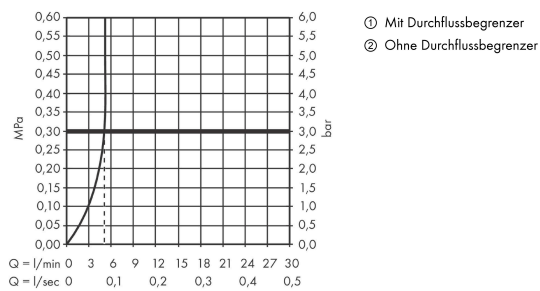 0,60 6,0
0,55 5,5
0,50 5,0
0,45 4,5
0,40 4,0
0,35 3,5
0,30 3,0
0,25 2,5
0,20 2,0
0,15 1,5
0,10 1,0
0,05 0,5
0,00 0,0
MPa
bar
Q = l/min 0 3 6 9 12 15 18 21 24 27 30
Q = l/sec 0 0,1 0,2 0,3 0,4 0,5
① Mit Durchflussbegrenzer
② Ohne Durchflussbegrenzer